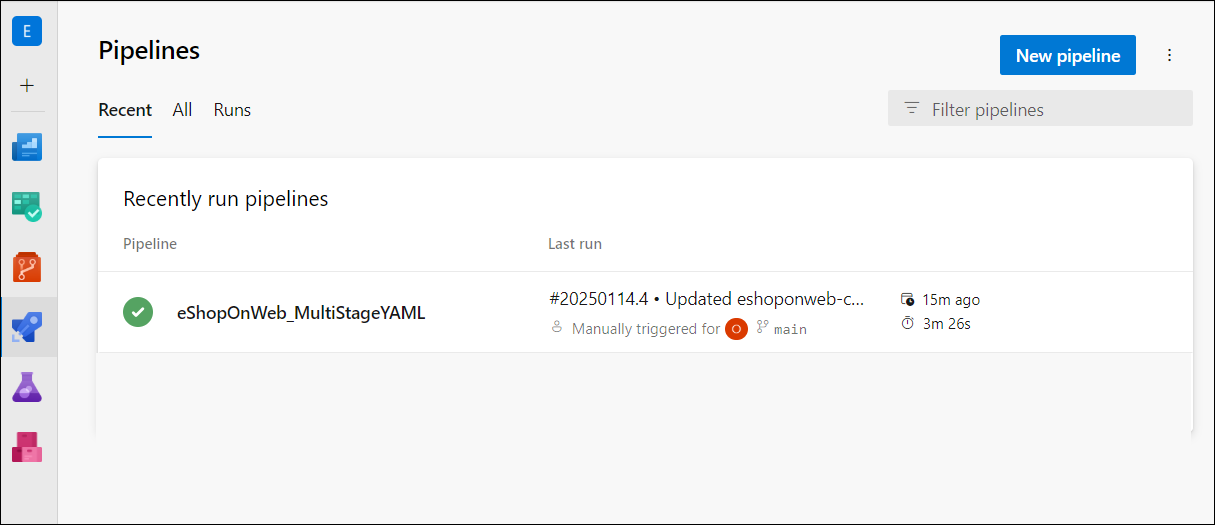 E
Pipelines
New pipeline
Recent All Runs
Filter pipelines
Recently run pipelines
Pipeline Last run
eShopOnWeb_MultiStageYAML
#20250114.4 • Updated eshoponweb-c...
15m ago
Manually triggered for O main
3m 26s